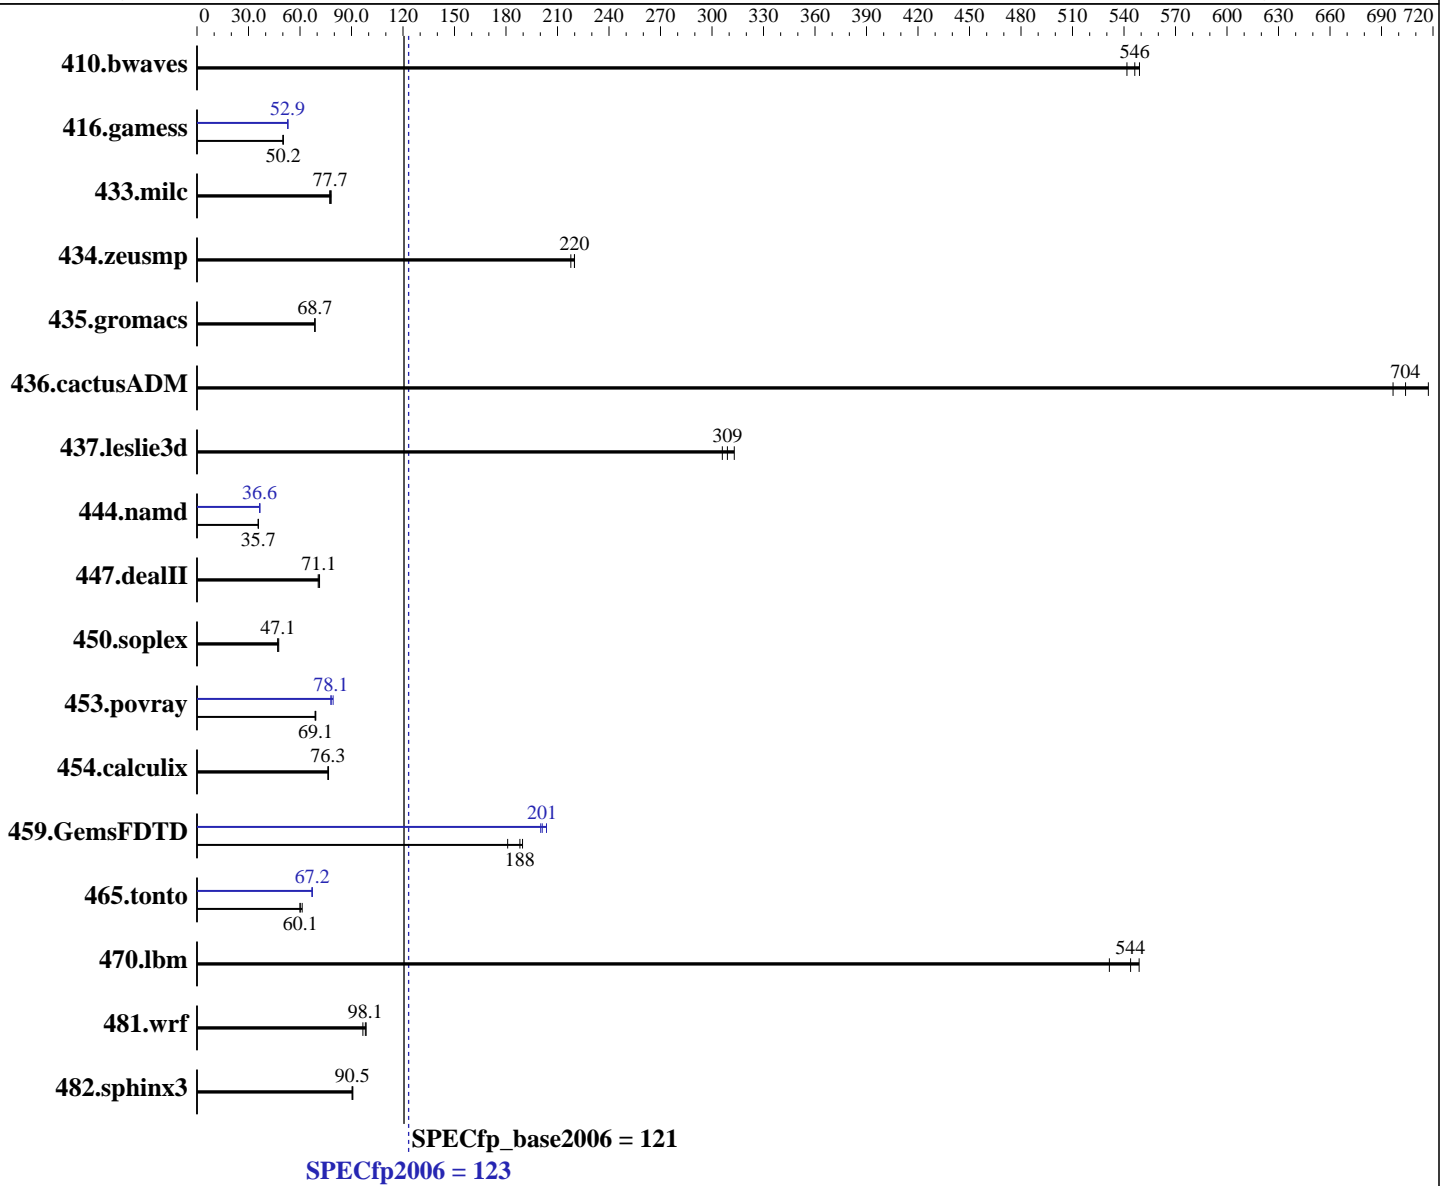 0 30.0 60.0 90.0 120 150 180 210 240 270 300 330 360 390 420 450 480 510 540 570 600 630 660 690 720
546
410.bwaves
52.9
416.gamess
50.2
77.7
433.milc
220
434.zeusmp
68.7
435.gromacs
704
436.cactusADM
309
437.leslie3d
36.6
444.namd
35.7
71.1
447.dealII
47.1
450.soplex
78.1
453.povray
69.1
76.3
454.calculix
201
459.GemsFDTD
188
67.2
465.tonto
60.1
544
470.lbm
98.1
481.wrf
90.5
482.sphinx3
SPECfp_base2006 = 121
SPECfp2006 = 123